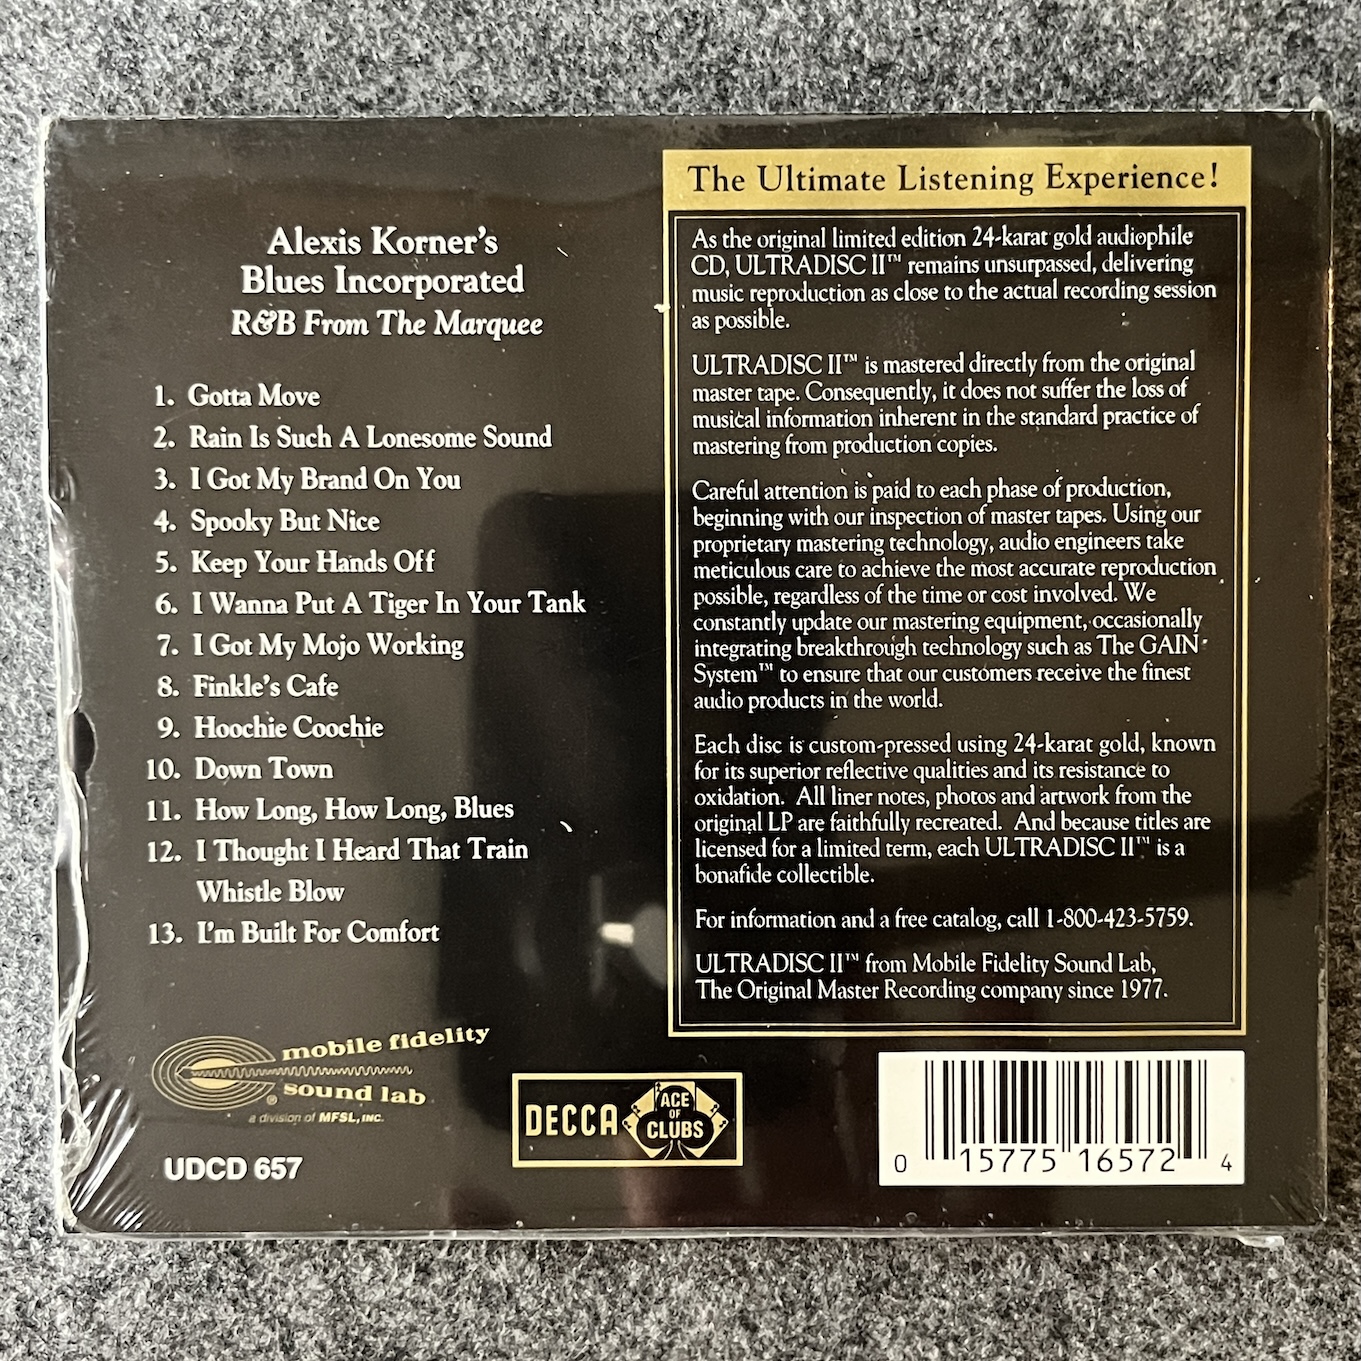 Alexis Korner's
Blues Incorporated
R&B From The Marquee
1. Gotta Move
2. Rain Is Such A Lonesome Sound
3. I Got My Brand On You
4. Spooky But Nice
5. Keep Your Hands Off
6. I Wanna Put A Tiger In Your Tank
7. I Got My Mojo Working
8. Finkle's Cafe
9. Hoochie Coochie
10. Down Town
11. How Long, How Long, Blues
12. I Thought I Heard That Train
Whistle Blow
13. I'm Built For Comfort
The Ultimate Listening Experience!
As the original limited edition 24-karat gold audiophile
CD, ULTRADISC II™ remains unsurpassed, delivering
music reproduction as close to the actual recording session
as possible.
ULTRADISC II™ is mastered directly from the original
master tape. Consequently, it does not suffer the loss of
musical information inherent in the standard practice of
mastering from production copies.
Careful attention is paid to each phase of production,
beginning with our inspection of master tapes. Using our
proprietary mastering technology, audio engineers take
meticulous care to achieve the most accurate reproduction
possible, regardless of the time or cost involved. We
constantly update our mastering equipment, occasionally
integrating breakthrough technology such as The GAIN
System™ to ensure that our customers receive the finest
audio products in the world.
Each disc is custom-pressed using 24-karat gold, known
for its superior reflective qualities and its resistance to
oxidation. All liner notes, photos and artwork from the
original LP are faithfully recreated. And because titles are
licensed for a limited term, each ULTRADISC II™ is a
bonafide collectible.
For information and a free catalog, call 1-800-423-5759.
ULTRADISC II™ from Mobile Fidelity Sound Lab,
The Original Master Recording company since 1977.
mobile fidelity
® sound lab
a division of MFSL, INC.
UDCD 657
DECCA ACE
OF
CLUBS
0 15775 16572 4